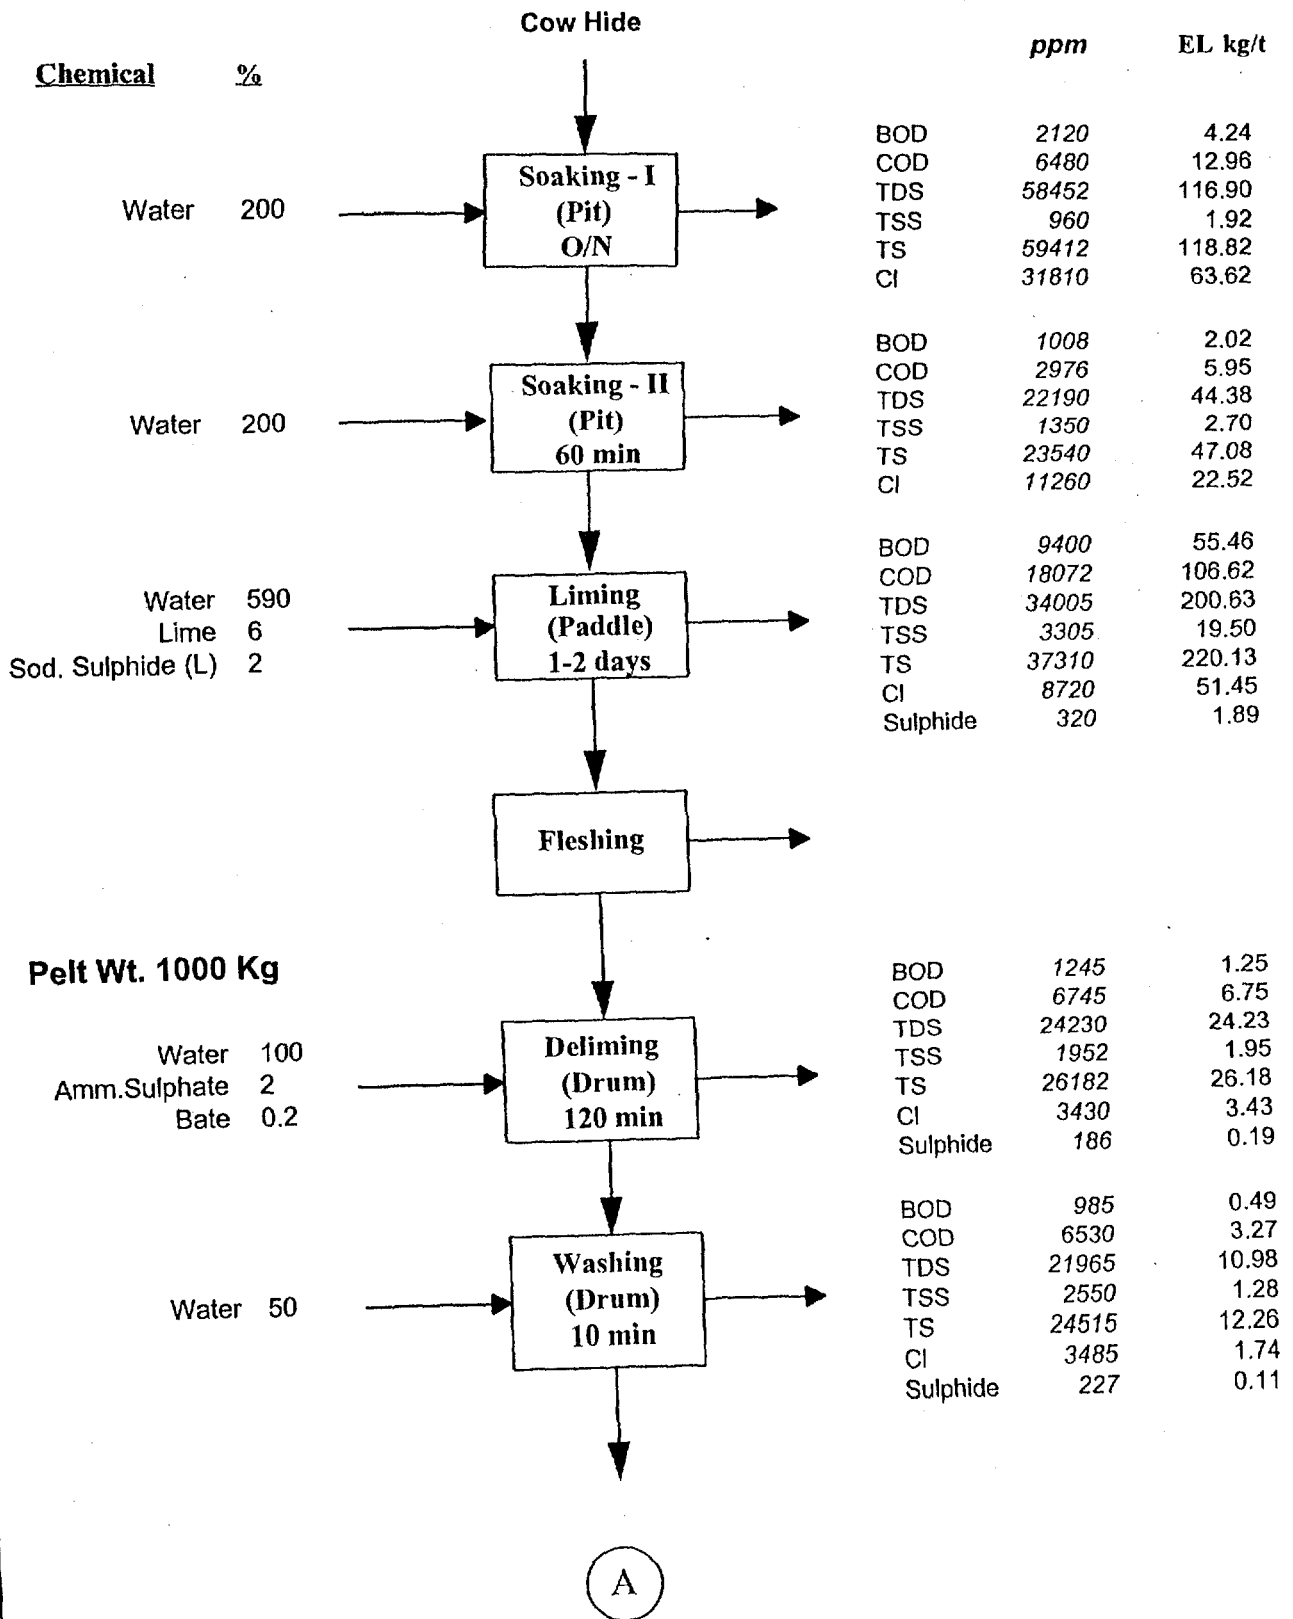 Cow Hide
ppm EL kg/t
Chemical %
Water 200
Soaking - I
(Pit)
O/N
BOD 2120 4.24
COD 6480 12.96
TDS 58452 116.90
TSS 960 1.92
TS 59412 118.82
Cl 31810 63.62
Water 200
Soaking - II
(Pit)
60 min
BOD 1008 2.02
COD 2976 5.95
TDS 22190 44.38
TSS 1350 2.70
TS 23540 47.08
Cl 11260 22.52
Water 590
Lime 6
Sod. Sulphide (L) 2
Liming
(Paddle)
1-2 days
BOD 9400 55.46
COD 18072 106.62
TDS 34005 200.63
TSS 3305 19.50
TS 37310 220.13
Cl 8720 51.45
Sulphide 320 1.89
Fleshing
Pelt Wt. 1000 Kg
Water 100
Amm.Sulphate 2
Bate 0.2
Deliming
(Drum)
120 min
BOD 1245 1.25
COD 6745 6.75
TDS 24230 24.23
TSS 1952 1.95
TS 26182 26.18
Cl 3430 3.43
Sulphide 186 0.19
Water 50
Washing
(Drum)
10 min
BOD 985 0.49
COD 6530 3.27
TDS 21965 10.98
TSS 2550 1.28
TS 24515 12.26
Cl 3485 1.74
Sulphide 227 0.11
A